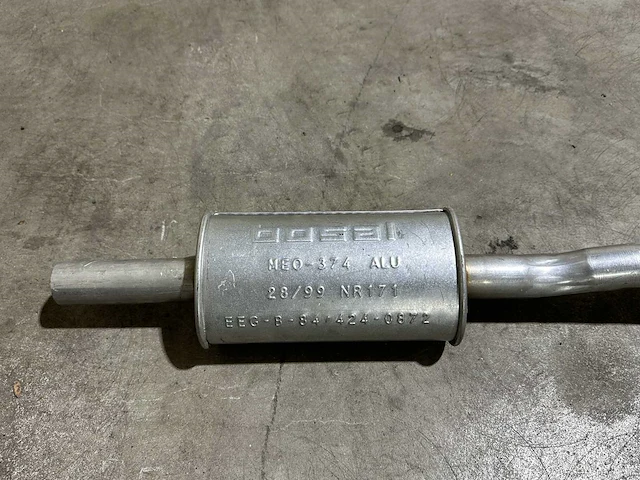 bosal
MEO-374 ALU
28/99 NR171
EEG-B-84/424-0872